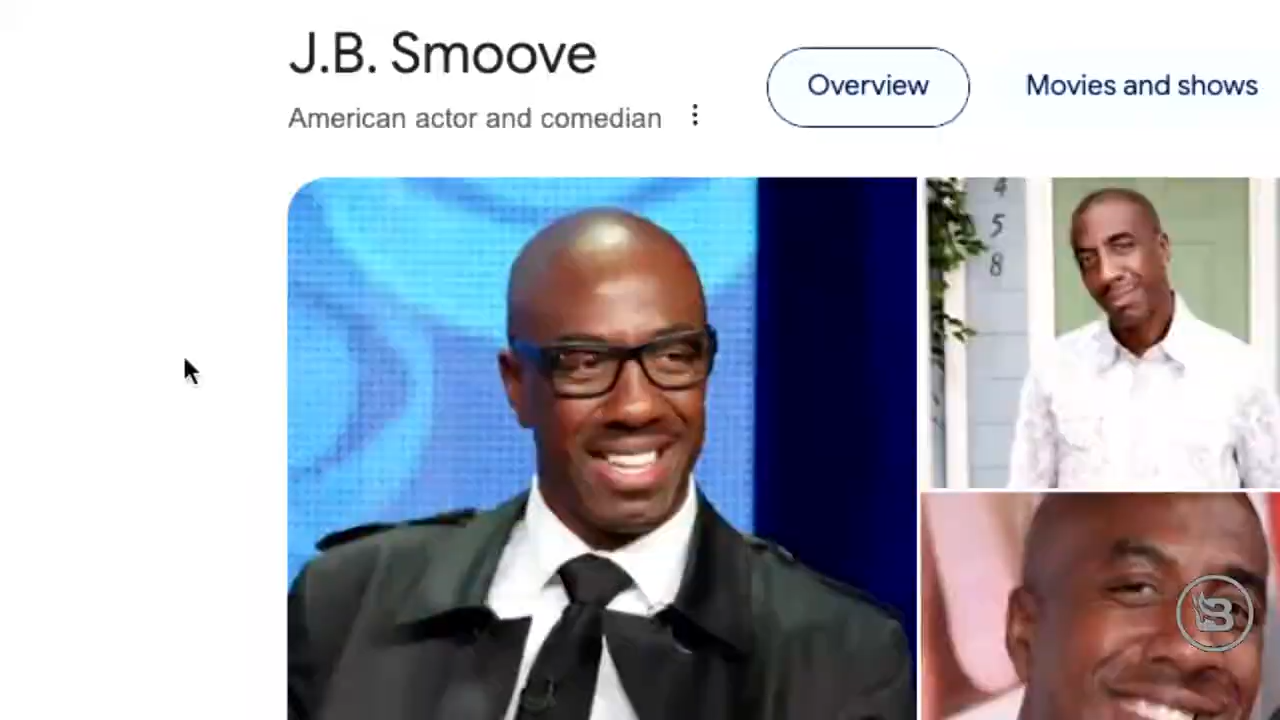 J.B. Smoove
American actor and comedian
Overview
Movies and shows
4
5
8
B